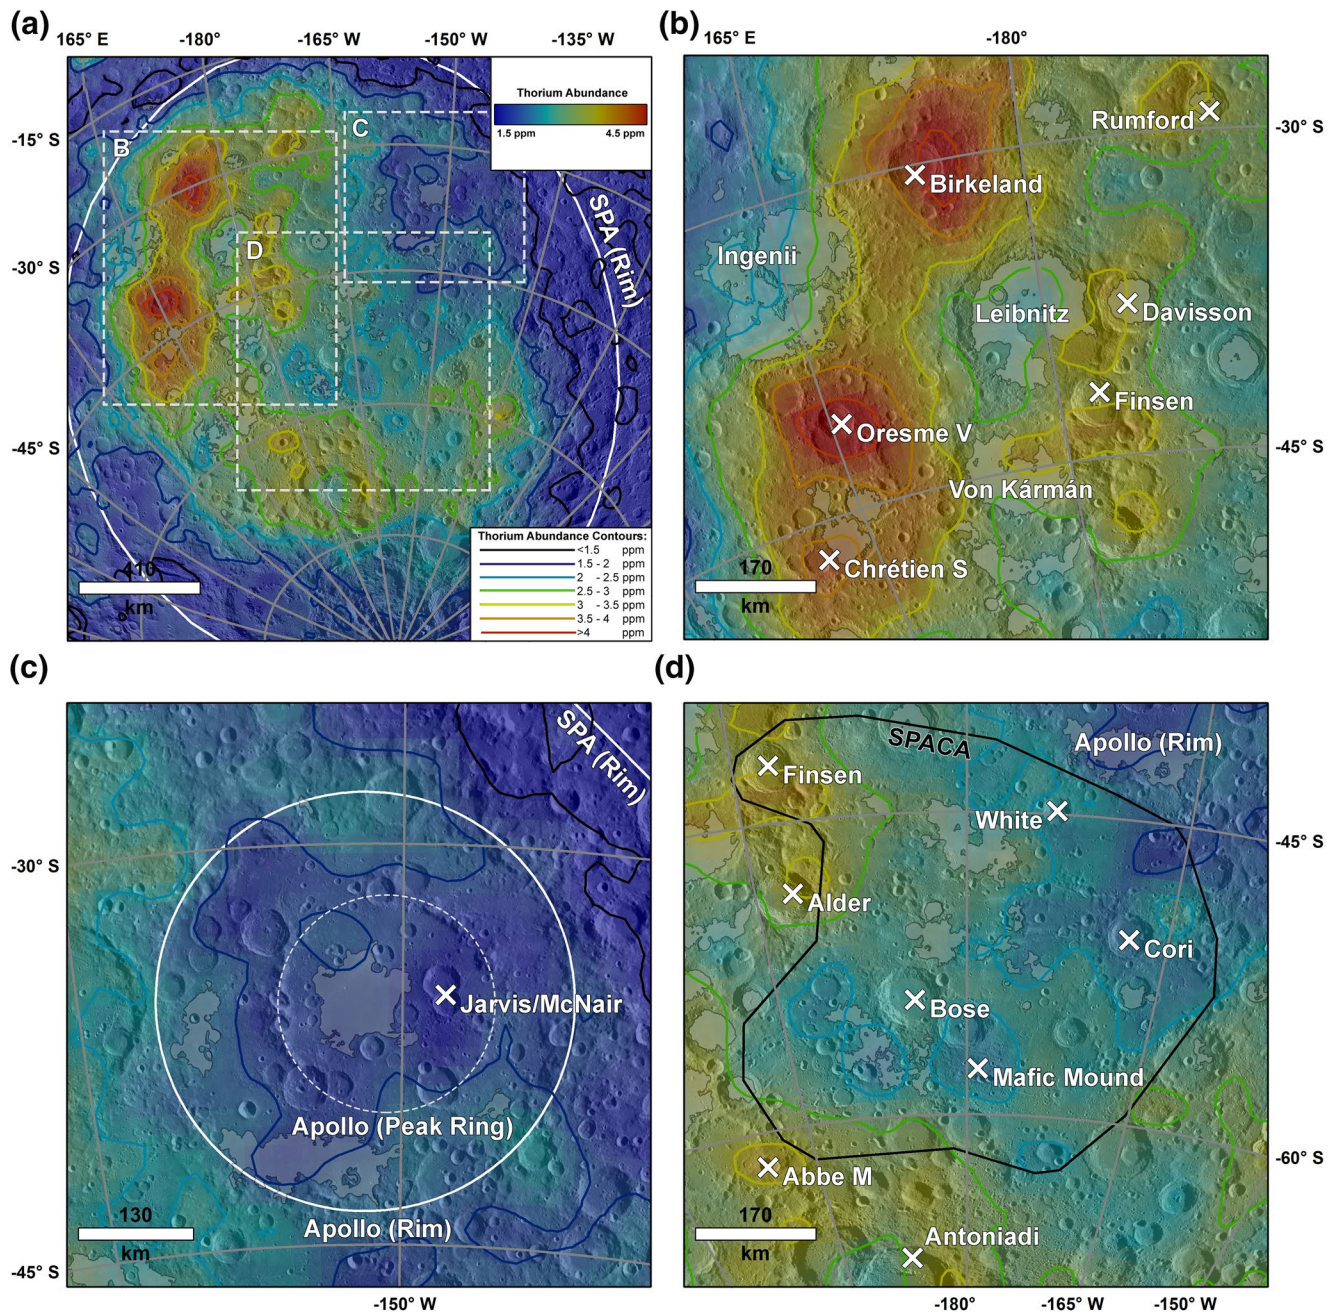 (a)
165° E
-180°
-165° W
-150° W
-135° W
-15° S
-30° S
-45° S
Thorium Abundance
1.5 ppm
4.5 ppm
B
C
D
SPA (Rim)
410
km
Thorium Abundance Contours:
<1.5 ppm
1.5 - 2 ppm
2 - 2.5 ppm
2.5 - 3 ppm
3 - 3.5 ppm
3.5 - 4 ppm
>4 ppm
(b)
165° E
-180°
-30° S
-45° S
Rumford
Birkeland
Ingenii
Leibnitz
Davisson
Finsen
Oresme V
Von Kármán
Chrétien S
170
km
(c)
SPA (Rim)
-30° S
Jarvis/McNair
Apollo (Peak Ring)
Apollo (Rim)
130
km
-45° S
-150° W
(d)
SPACA
Apollo (Rim)
Finsen
White
-45° S
Alder
Cori
Bose
Mafic Mound
Abbe M
-60° S
Antoniadi
170
km
-180°
-165° W
-150° W